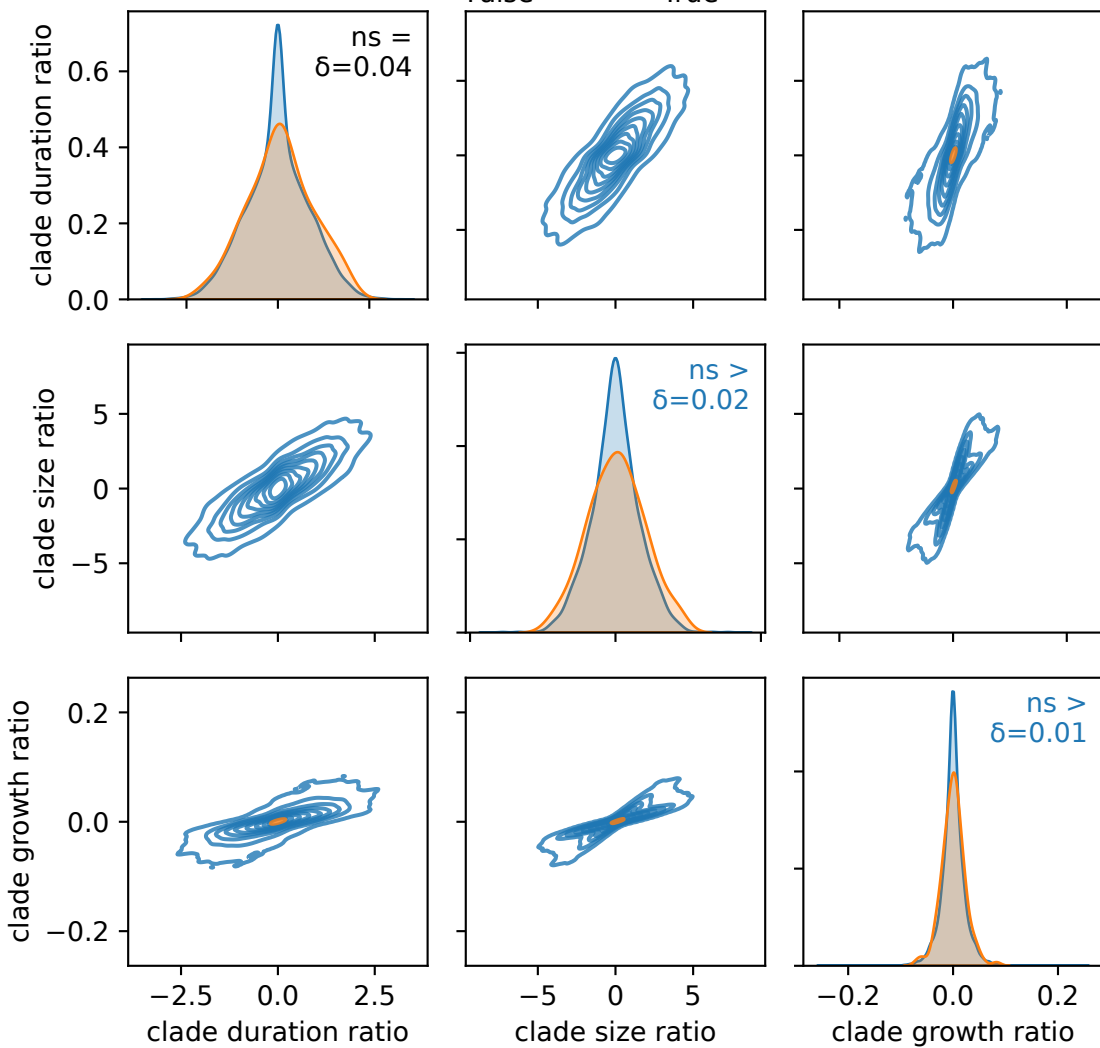 clade duration ratio
0.6
0.4
0.2
0.0
ns =
δ=0.04
clade size ratio
5
0
−5
ns >
δ=0.02
clade growth ratio
0.2
0.0
−0.2
ns >
δ=0.01
−2.5 0.0 2.5
−5 0 5
−0.2 0.0 0.2
clade duration ratio
clade size ratio
clade growth ratio